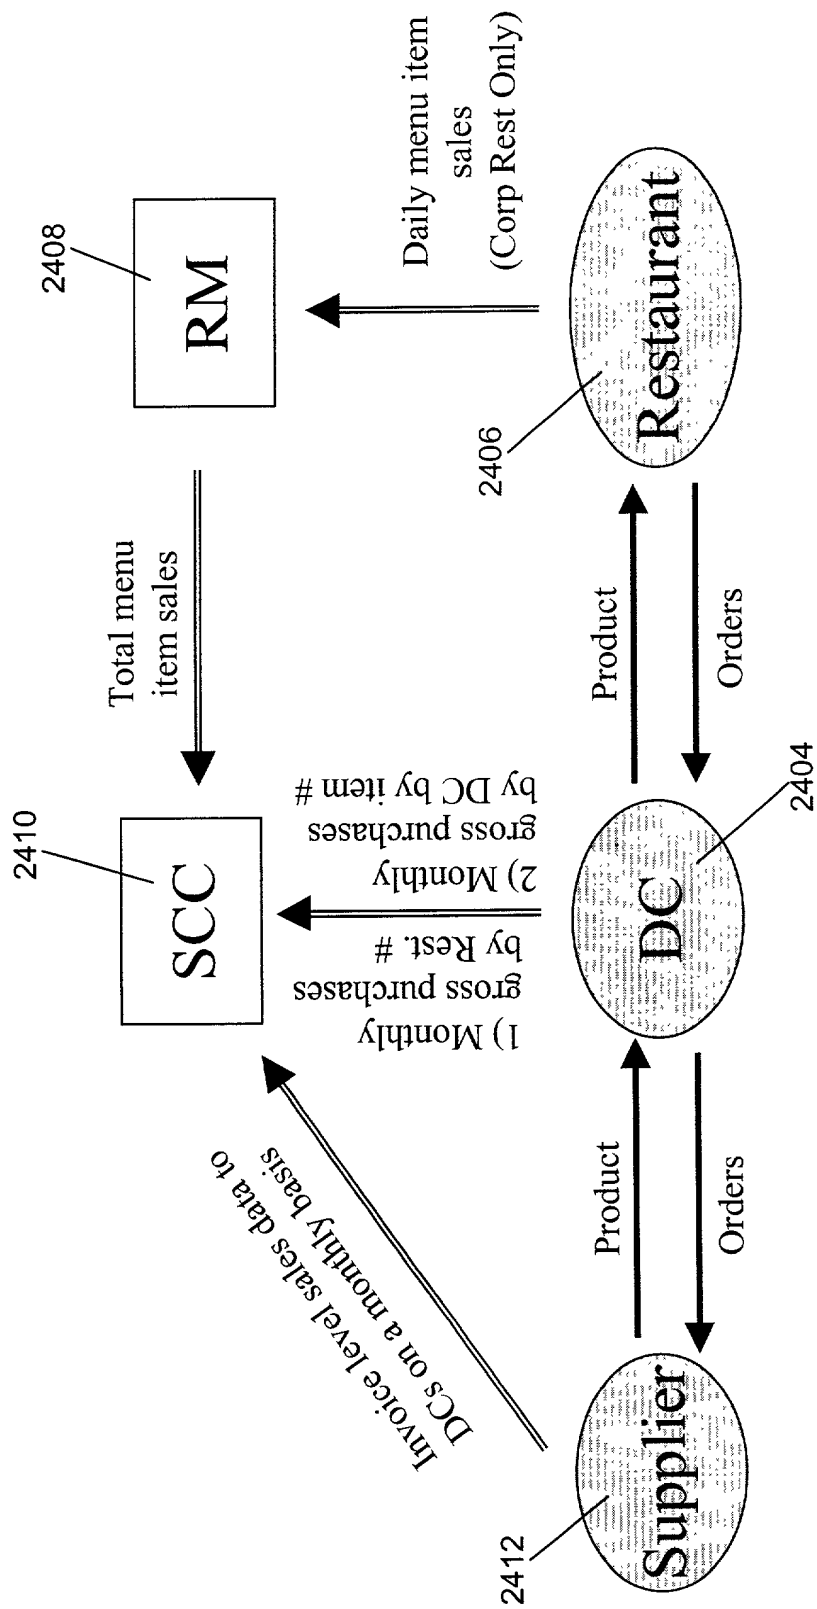 2410
SCC
Total menu
item sales
2408
RM
Invoice level sales data to
DCs on a monthly basis
1) Monthly
gross purchases
by Rest. #
2) Monthly
gross purchases
by DC by item #
Daily menu item
sales
(Corp Rest Only)
2412
Supplier
Product
Orders
DC
2404
Product
Orders
2406
Restaurant